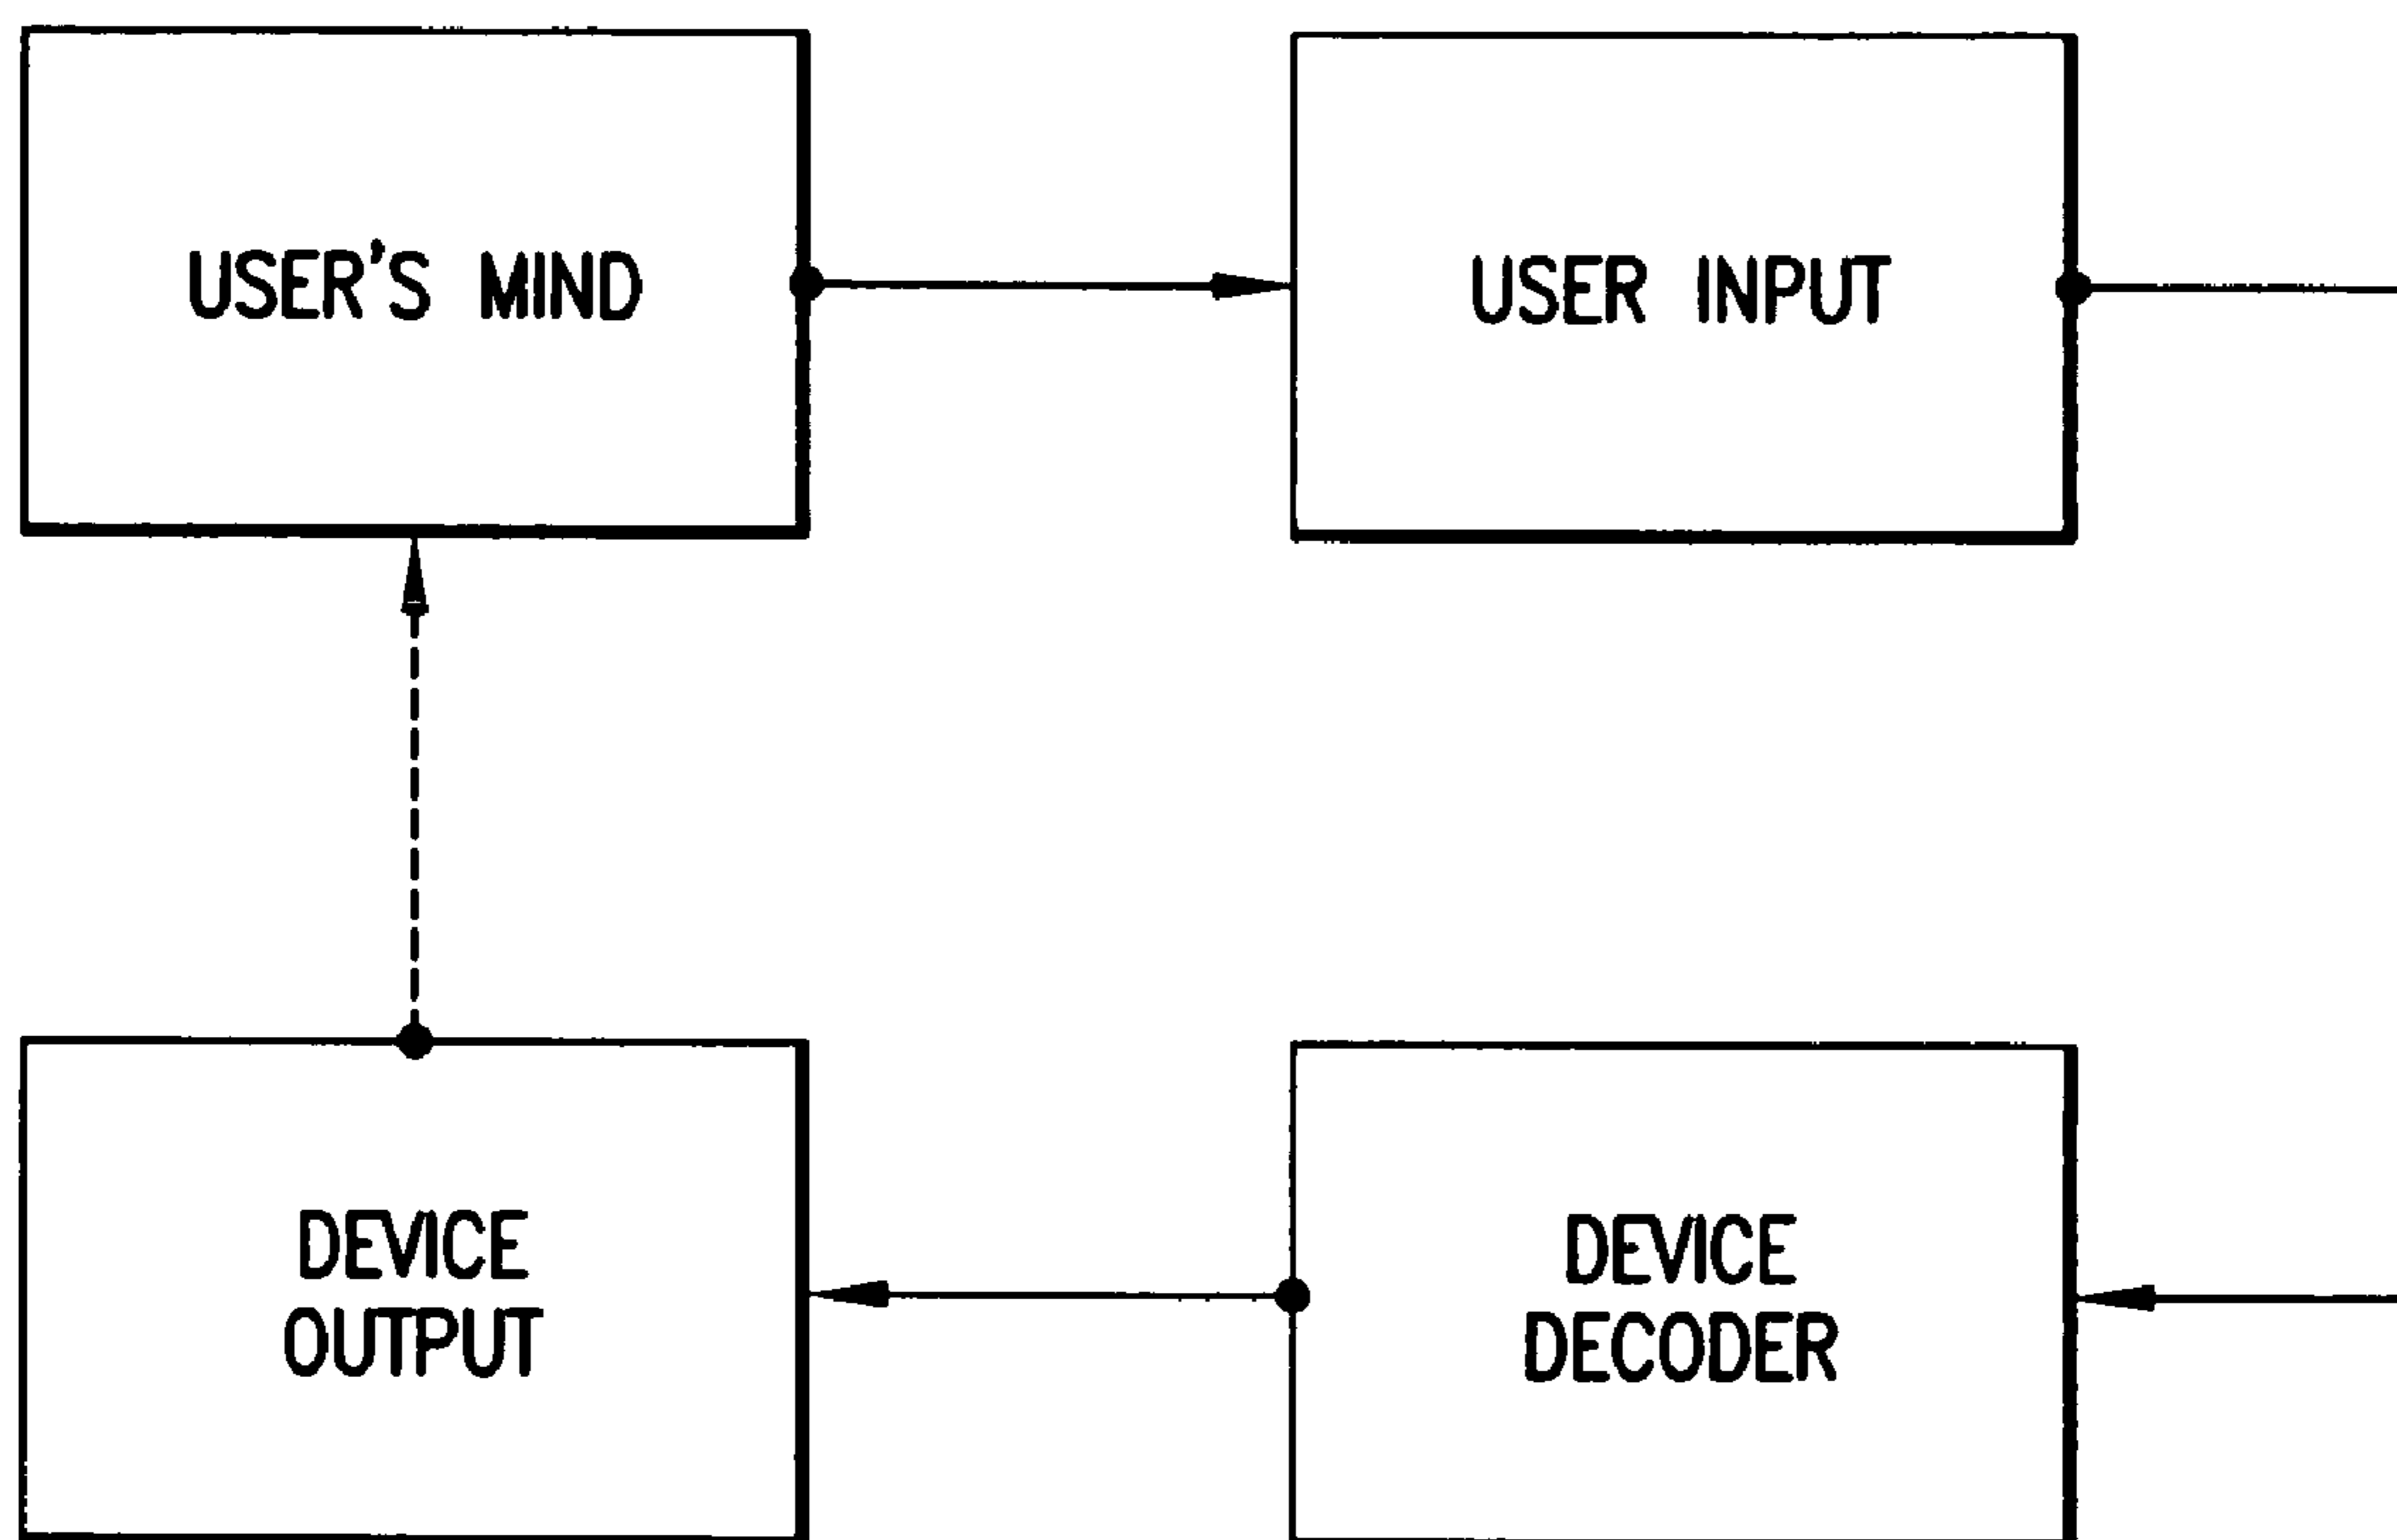 USER'S MIND
USER INPUT
DEVICE
OUTPUT
DEVICE
DECODER